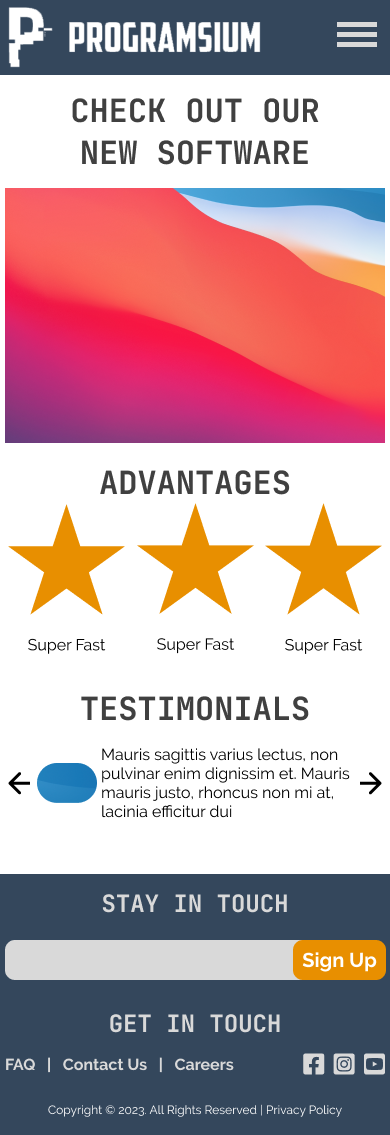 PROGRAMSIUM
CHECK OUT OUR
NEW SOFTWARE
ADVANTAGES
Super Fast Super Fast Super Fast
TESTIMONIALS
Mauris sagittis varius lectus, non
pulvinar enim dignissim et. Mauris
mauris justo, rhoncus non mi at,
lacinia efficitur dui
STAY IN TOUCH
Sign Up
GET IN TOUCH
FAQ | Contact Us | Careers
Copyright © 2023. All Rights Reserved | Privacy Policy